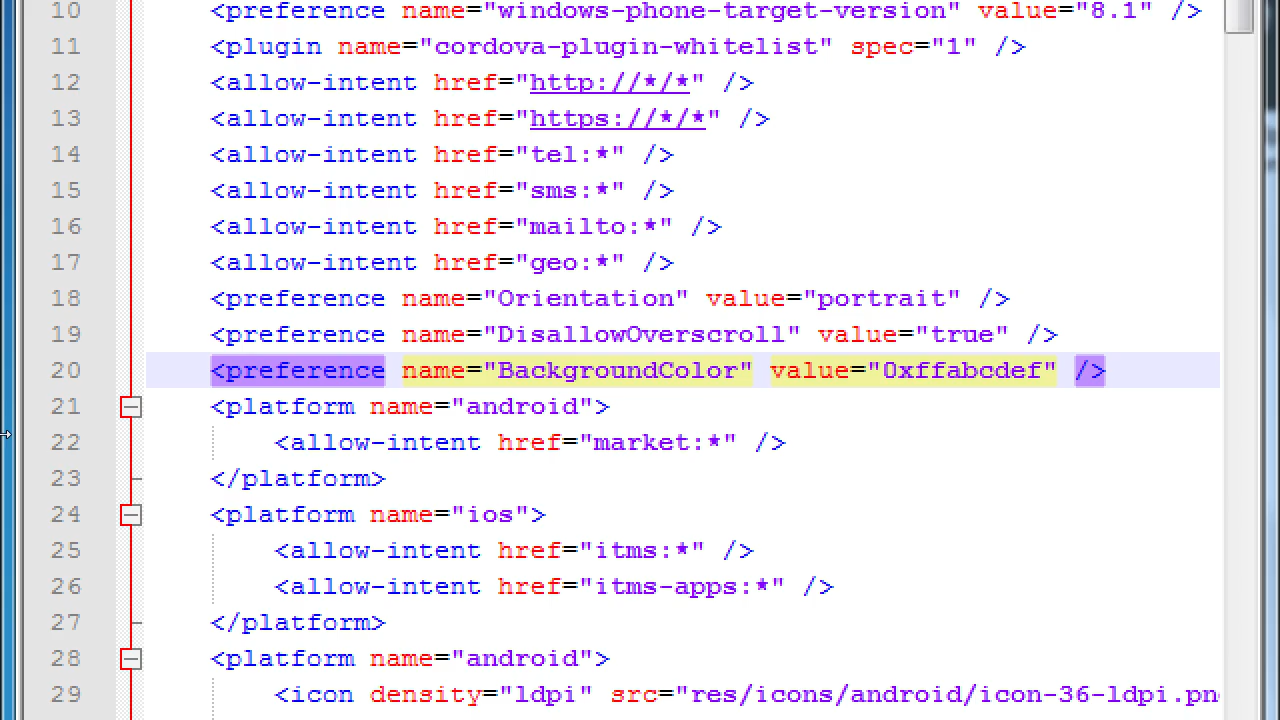 10 <preference name="windows-phone-target-version" value="8.1" />
11 <plugin name="cordova-plugin-whitelist" spec="1" />
12 <allow-intent href="http://*/*" />
13 <allow-intent href="https://*/*" />
14 <allow-intent href="tel:*" />
15 <allow-intent href="sms:*" />
16 <allow-intent href="mailto:*" />
17 <allow-intent href="geo:*" />
18 <preference name="Orientation" value="portrait" />
19 <preference name="DisallowOverscroll" value="true" />
20 <preference name="BackgroundColor" value="0xffabcdef" />
21 <platform name="android">
22 <allow-intent href="market:*" />
23 </platform>
24 <platform name="ios">
25 <allow-intent href="itms:*" />
26 <allow-intent href="itms-apps:*" />
27 </platform>
28 <platform name="android">
29 <icon density="ldpi" src="res/icons/android/icon-36-ldpi.pn